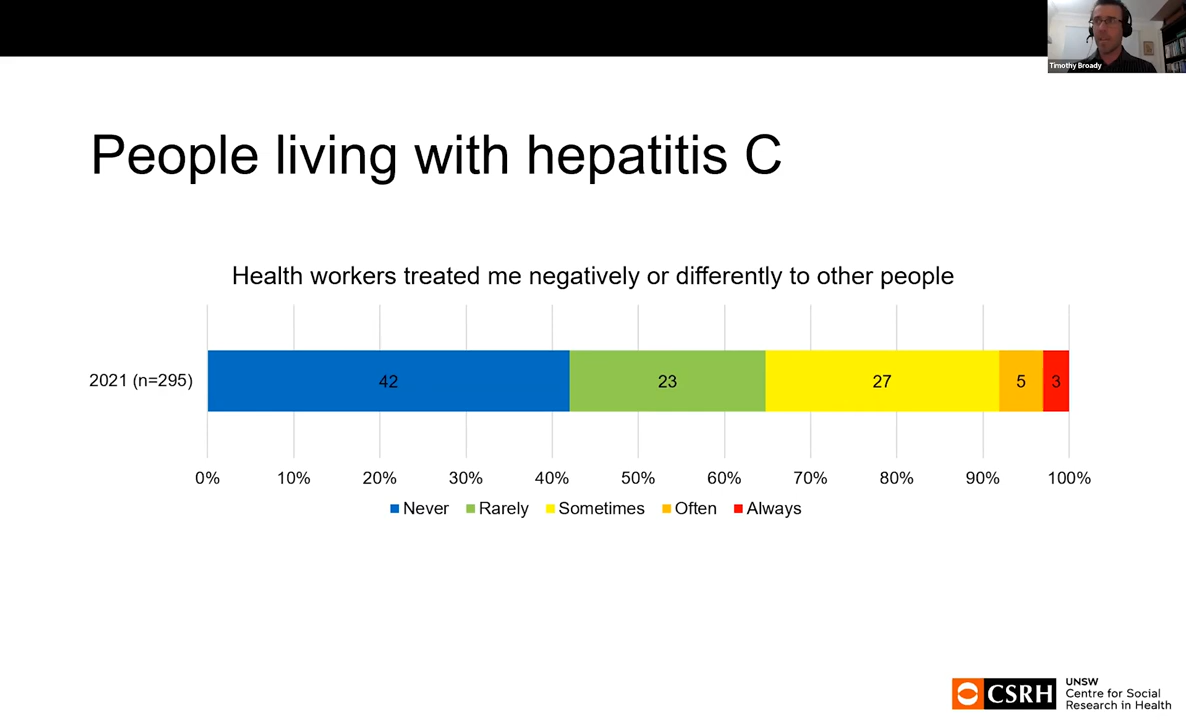 Timothy Broady
People living with hepatitis C
Health workers treated me negatively or differently to other people
2021 (n=295)
42 23 27 5 3
0% 10% 20% 30% 40% 50% 60% 70% 80% 90% 100%
Never Rarely Sometimes Often Always
CSRH
UNSW
Centre for Social
Research in Health